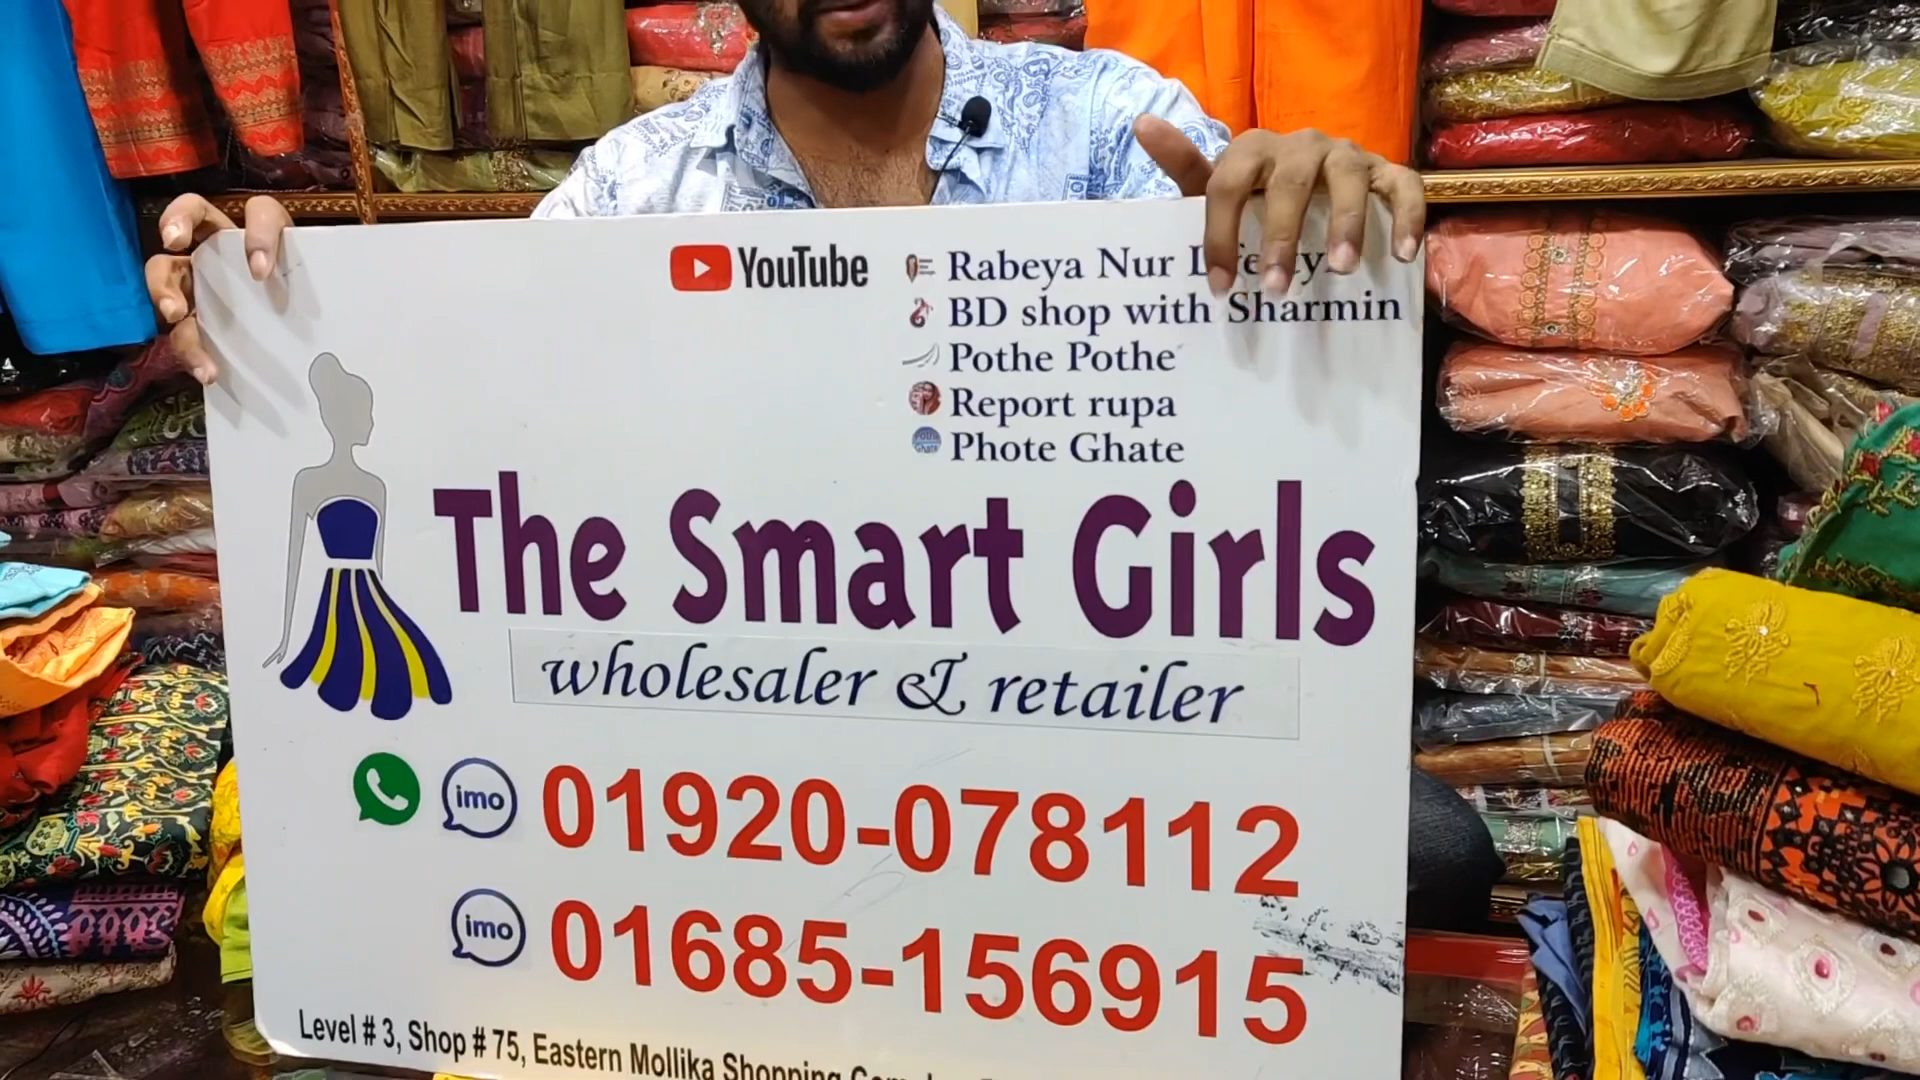 YouTube
Rabeya Nur
BD shop with Sharmin
Pothe Pothe
Report rupa
Phote Ghate
The Smart Girls
wholesaler & retailer
imo 01920-078112
imo 01685-156915
Level # 3, Shop # 75, Eastern Mollika Shopping